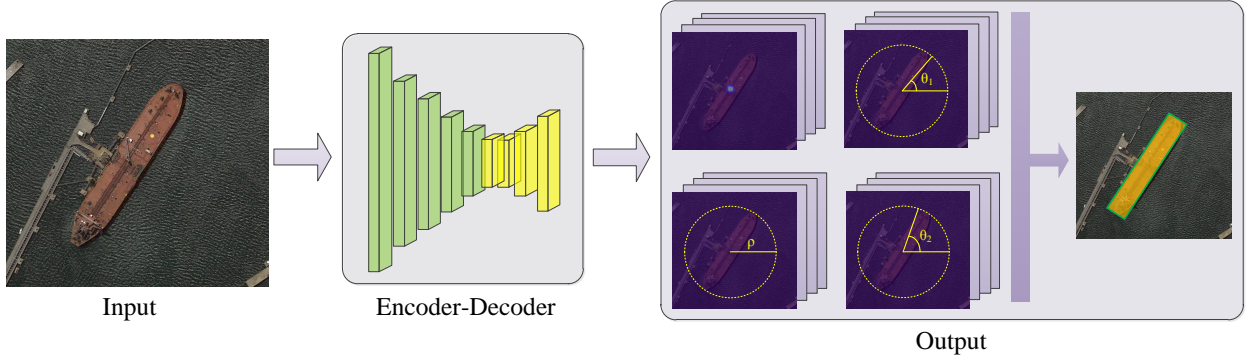 θ1
ρ
θ2
Input
Encoder-Decoder
Output